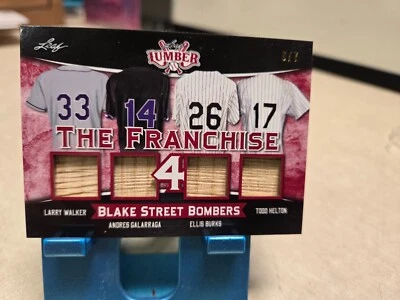 Leaf
Leaf
LUMBER
33 14 26 17
THE FRANCHISE
4
LARRY WALKER BLAKE STREET BOMBERS TODD HELTON
ANDRES GALARRAGA ELLIS BURKS